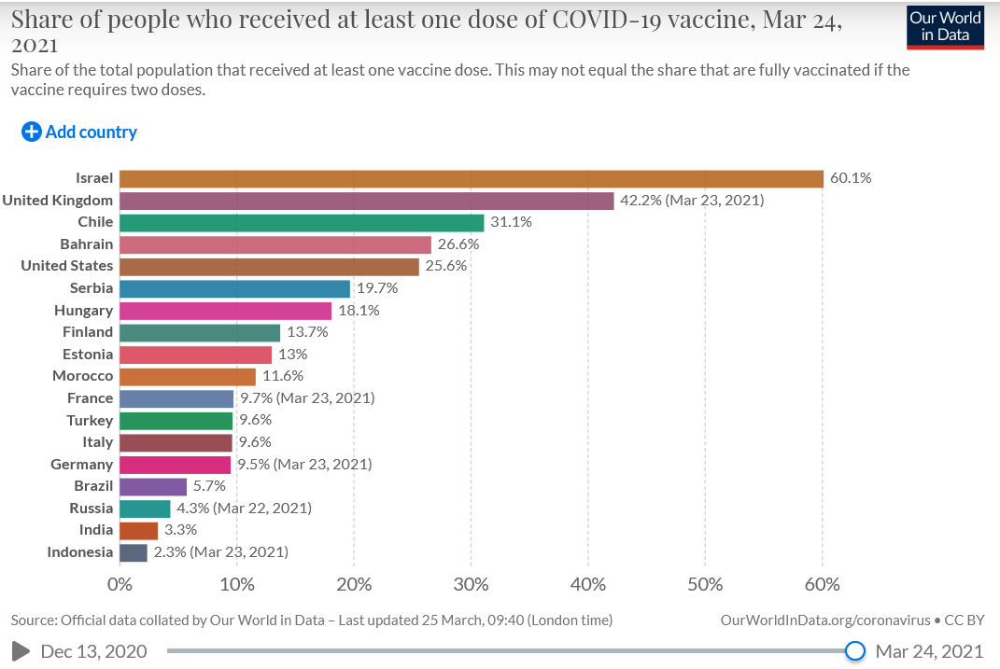 Share of people who received at least one dose of COVID-19 vaccine, Mar 24,
2021
Our World
in Data
Share of the total population that received at least one vaccine dose. This may not equal the share that are fully vaccinated if the
vaccine requires two doses.
Add country
Israel 60.1%
United Kingdom 42.2% (Mar 23, 2021)
Chile 31.1%
Bahrain 26.6%
United States 25.6%
Serbia 19.7%
Hungary 18.1%
Finland 13.7%
Estonia 13%
Morocco 11.6%
France 9.7% (Mar 23, 2021)
Turkey 9.6%
Italy 9.6%
Germany 9.5% (Mar 23, 2021)
Brazil 5.7%
Russia 4.3% (Mar 22, 2021)
India 3.3%
Indonesia 2.3% (Mar 23, 2021)
0% 10% 20% 30% 40% 50% 60%
Source: Official data collated by Our World in Data – Last updated 25 March, 09:40 (London time) OurWorldInData.org/coronavirus • CC BY
Dec 13, 2020 Mar 24, 2021